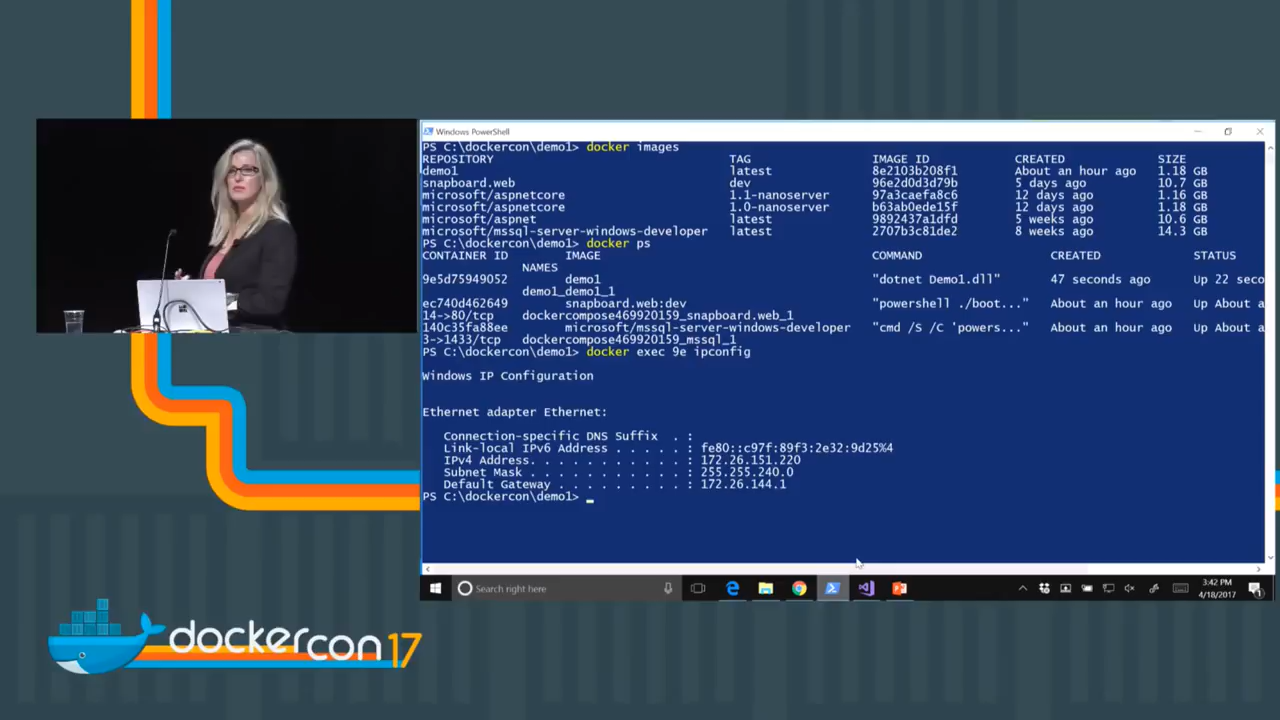 Windows PowerShell
PS C:\dockercon\demo1> docker images
REPOSITORY TAG IMAGE ID CREATED SIZE
demo1 latest 8e2103b208f1 About an hour ago 1.18 GB
snapboard.web dev 96e2d0d3d79b 5 days ago 10.7 GB
microsoft/aspnetcore 1.1-nanoserver 97a3caefa8c6 12 days ago 1.16 GB
microsoft/aspnetcore 1.0-nanoserver b63ab0ede15f 12 days ago 1.18 GB
microsoft/aspnet latest 9892437a1dfd 5 weeks ago 10.6 GB
microsoft/mssql-server-windows-developer latest 2707b3c81de2 8 weeks ago 14.3 GB
PS C:\dockercon\demo1> docker ps
CONTAINER ID IMAGE COMMAND CREATED STATUS
NAMES
9e5d75949052 demo1 "dotnet Demo1.dll" 47 seconds ago Up 22 seco
demo1_demo1_1
ec740d462649 snapboard.web:dev "powershell ./boot..." About an hour ago Up About a
14->80/tcp dockercompose469920159_snapboard.web_1
140c35fa88ee microsoft/mssql-server-windows-developer "cmd /S /C 'powers..." About an hour ago Up About a
3->1433/tcp dockercompose469920159_mssql_1
PS C:\dockercon\demo1> docker exec 9e ipconfig
Windows IP Configuration
Ethernet adapter Ethernet:
Connection-specific DNS Suffix . :
Link-local IPv6 Address . . . . . : fe80::c97f:89f3:2e32:9d25%4
IPv4 Address. . . . . . . . . . . : 172.26.151.220
Subnet Mask . . . . . . . . . . . : 255.255.240.0
Default Gateway . . . . . . . . . : 172.26.144.1
PS C:\dockercon\demo1>
Search right here
3:42 PM
4/18/2017
dockercon 17